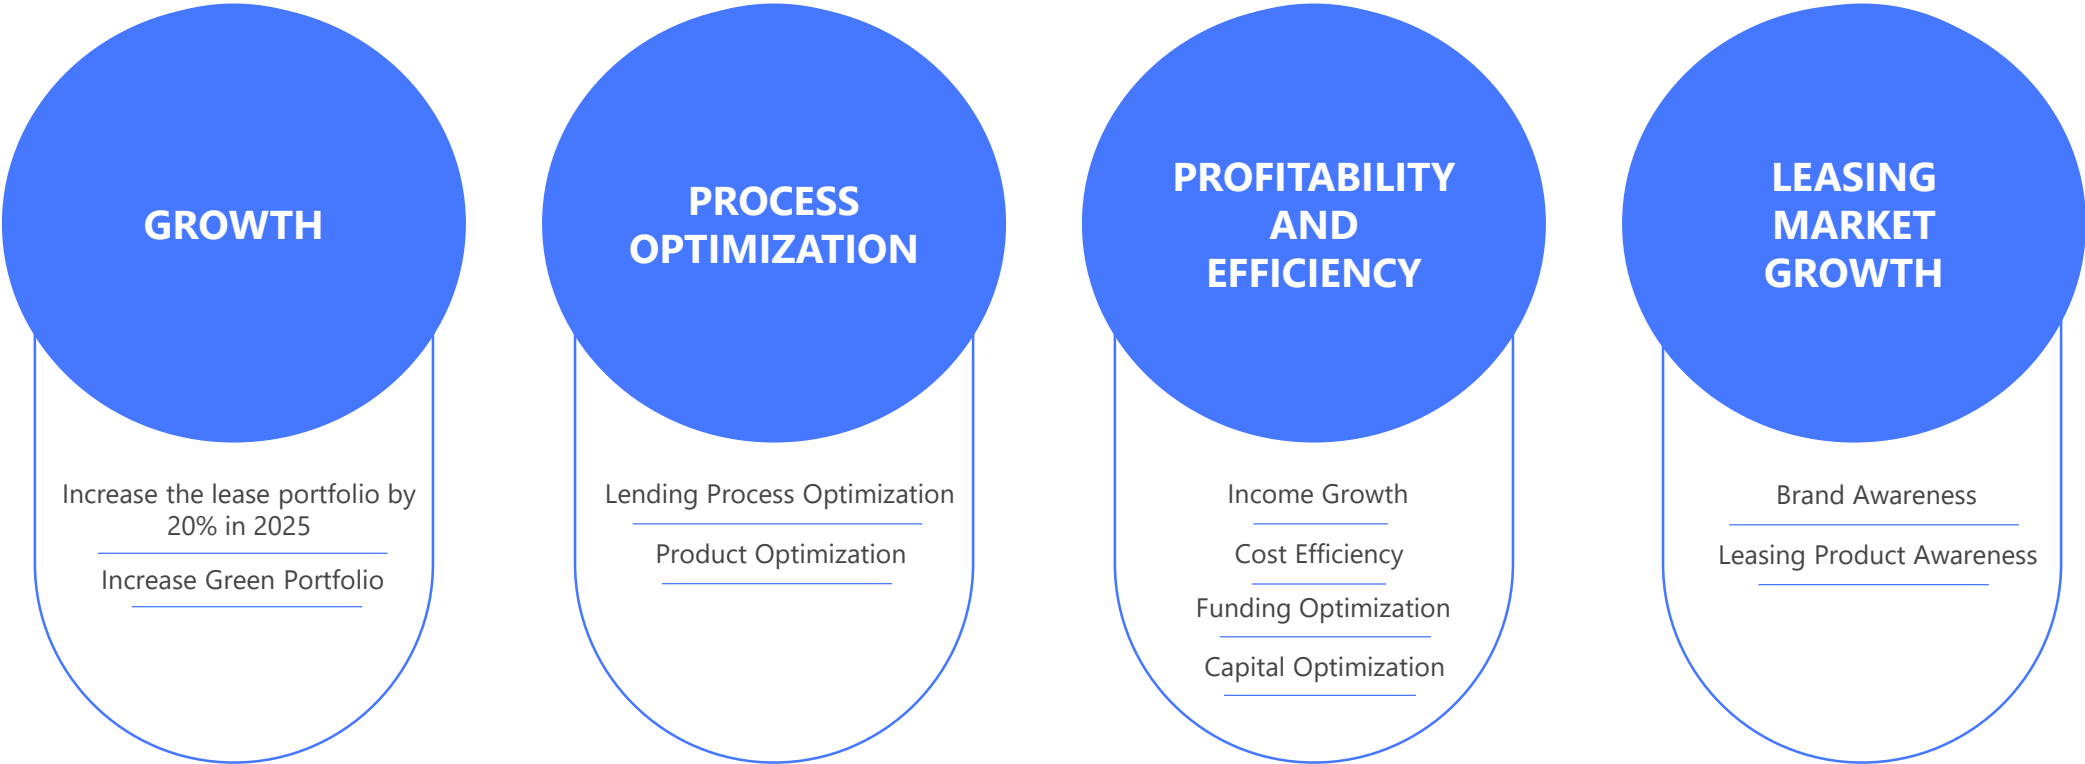 GROWTH
Increase the lease portfolio by
20% in 2025
Increase Green Portfolio
PROCESS
OPTIMIZATION
Lending Process Optimization
Product Optimization
PROFITABILITY
AND
EFFICIENCY
Income Growth
Cost Efficiency
Funding Optimization
Capital Optimization
LEASING
MARKET
GROWTH
Brand Awareness
Leasing Product Awareness